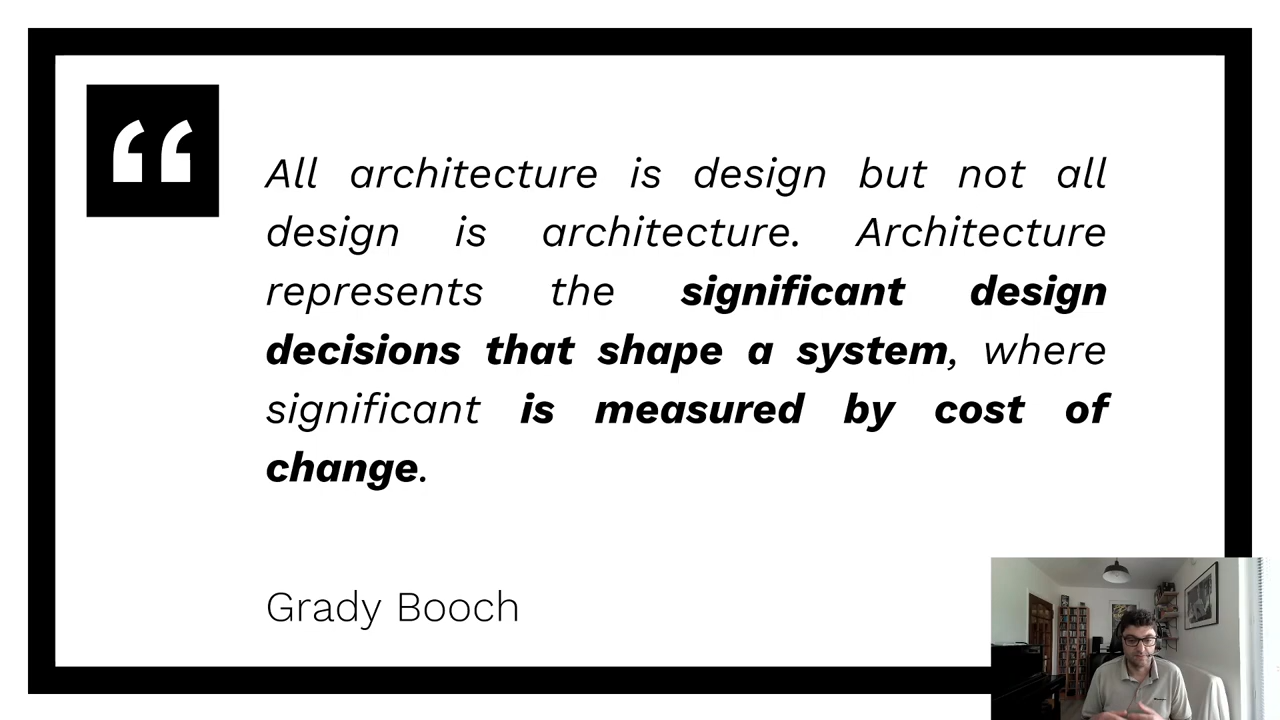 “
All architecture is design but not all
design is architecture. Architecture
represents the significant design
decisions that shape a system, where
significant is measured by cost of
change.
Grady Booch